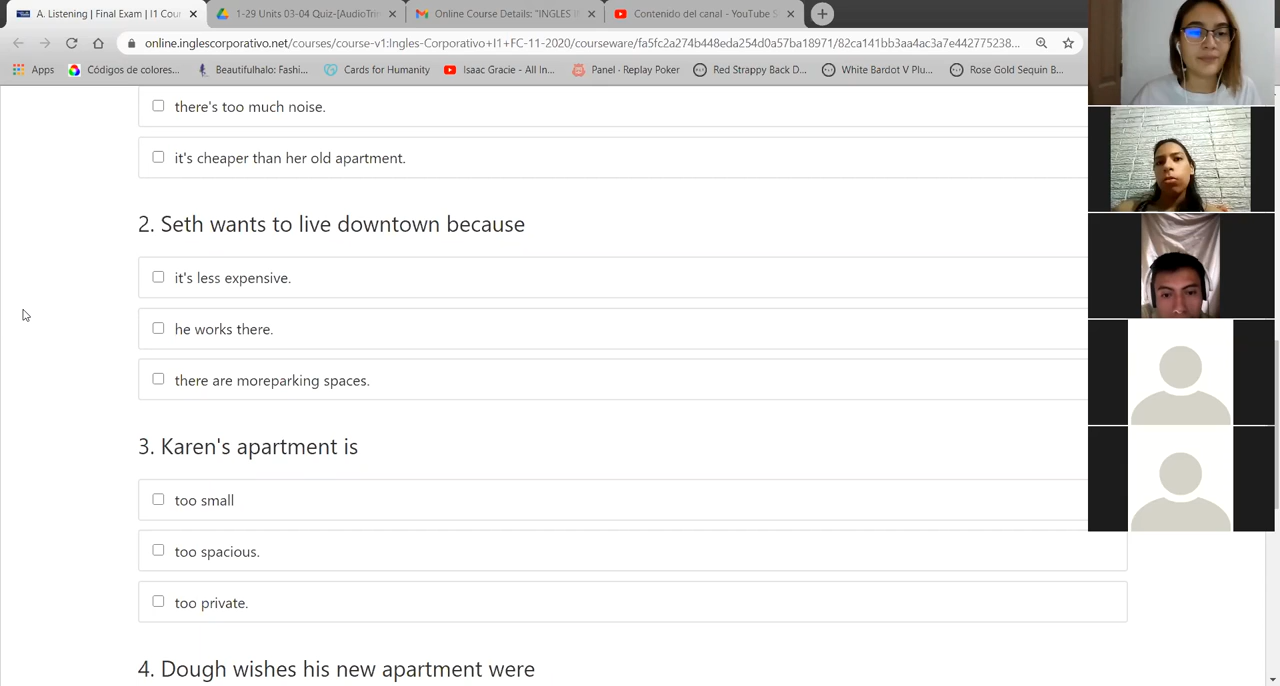 A. Listening | Final Exam | I1 Cou
1-29 Units 03-04 Quiz-[AudioTri
Online Course Details: "INGLES I
Contenido del canal - YouTube S
online.inglescorporativo.net/courses/course-v1:Ingles-Corporativo+I1+FC-11-2020/courseware/fa5fc2a274b448eda254d0a57ba18971/82ca141bb3aa4ac3a7e442775238...
Apps
Códigos de colores...
Beautifulhalo: Fashi...
Cards for Humanity
Isaac Gracie - All In...
Panel · Replay Poker
Red Strappy Back D...
White Bardot V Plu...
Rose Gold Sequin B...
there's too much noise.
it's cheaper than her old apartment.
2. Seth wants to live downtown because
it's less expensive.
he works there.
there are moreparking spaces.
3. Karen's apartment is
too small
too spacious.
too private.
4. Dough wishes his new apartment were